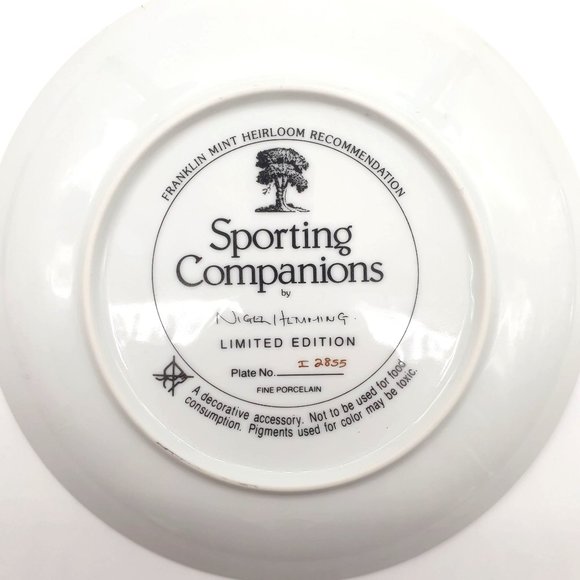 FRANKLIN MINT HEIRLOOM RECOMMENDATION
Sporting
Companions
by
NIGEL HEMMING.
LIMITED EDITION
Plate No. I 2855
FINE PORCELAIN
A decorative accessory. Not to be used for food
consumption. Pigments used for color may be toxic.